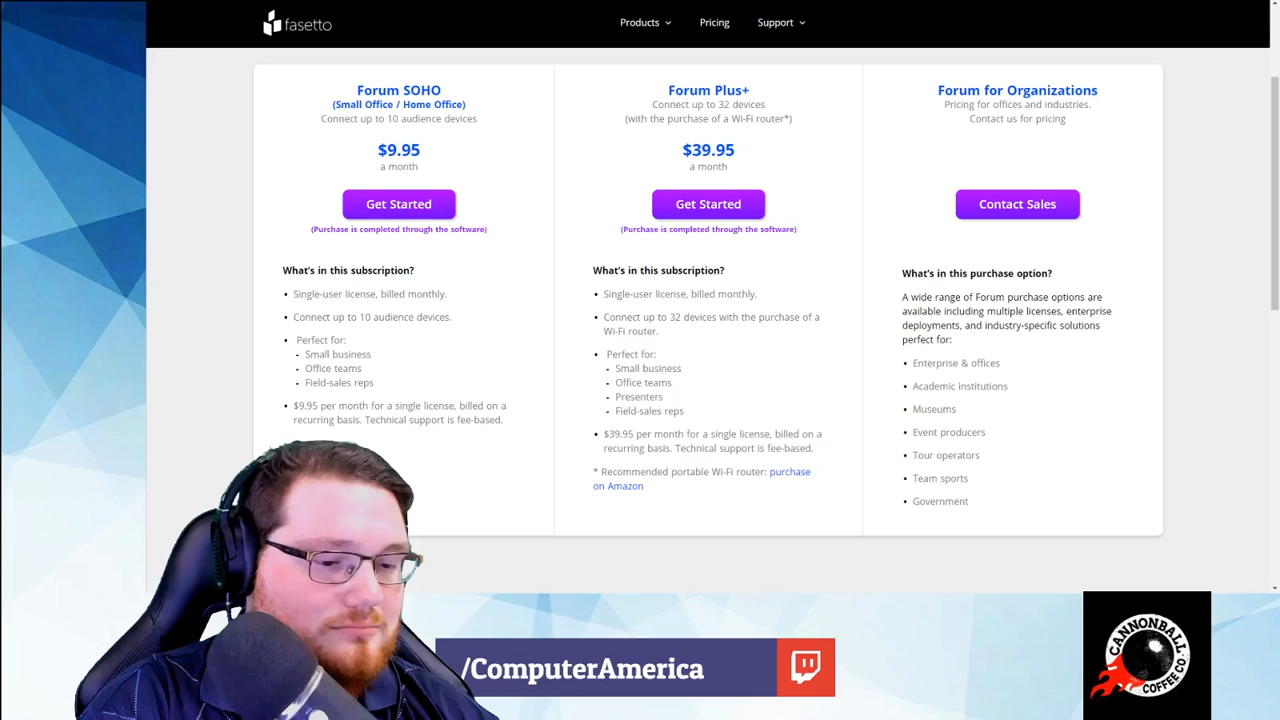 fasetto
Products
Pricing
Support
Forum SOHO
(Small Office / Home Office)
Connect up to 10 audience devices
$9.95
a month
Get Started
(Purchase is completed through the software)
What's in this subscription?
• Single-user license, billed monthly.
• Connect up to 10 audience devices.
• Perfect for:
- Small business
- Office teams
- Field-sales reps
• $9.95 per month for a single license, billed on a
recurring basis. Technical support is fee-based.
Forum Plus+
Connect up to 32 devices
(with the purchase of a Wi-Fi router*)
$39.95
a month
Get Started
(Purchase is completed through the software)
What's in this subscription?
• Single-user license, billed monthly.
• Connect up to 32 devices with the purchase of a
Wi-Fi router.
• Perfect for:
- Small business
- Office teams
- Presenters
- Field-sales reps
• $39.95 per month for a single license, billed on a
recurring basis. Technical support is fee-based.
* Recommended portable Wi-Fi router: purchase
on Amazon
Forum for Organizations
Pricing for offices and industries.
Contact us for pricing
Contact Sales
What's in this purchase option?
A wide range of Forum purchase options are
available including multiple licenses, enterprise
deployments, and industry-specific solutions
perfect for:
• Enterprise & offices
• Academic institutions
• Museums
• Event producers
• Tour operators
• Team sports
• Government
/ComputerAmerica
CANNONBALL
COFFEE CO.